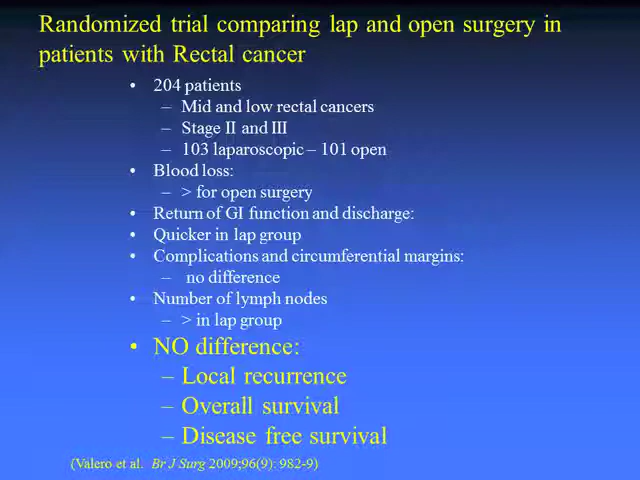 Randomized trial comparing lap and open surgery in
patients with Rectal cancer
• 204 patients
– Mid and low rectal cancers
– Stage II and III
– 103 laparoscopic – 101 open
• Blood loss:
– > for open surgery
• Return of GI function and discharge:
• Quicker in lap group
• Complications and circumferential margins:
– no difference
• Number of lymph nodes
– > in lap group
• NO difference:
– Local recurrence
– Overall survival
– Disease free survival
(Valero et al. Br J Surg 2009;96(9): 982-9)